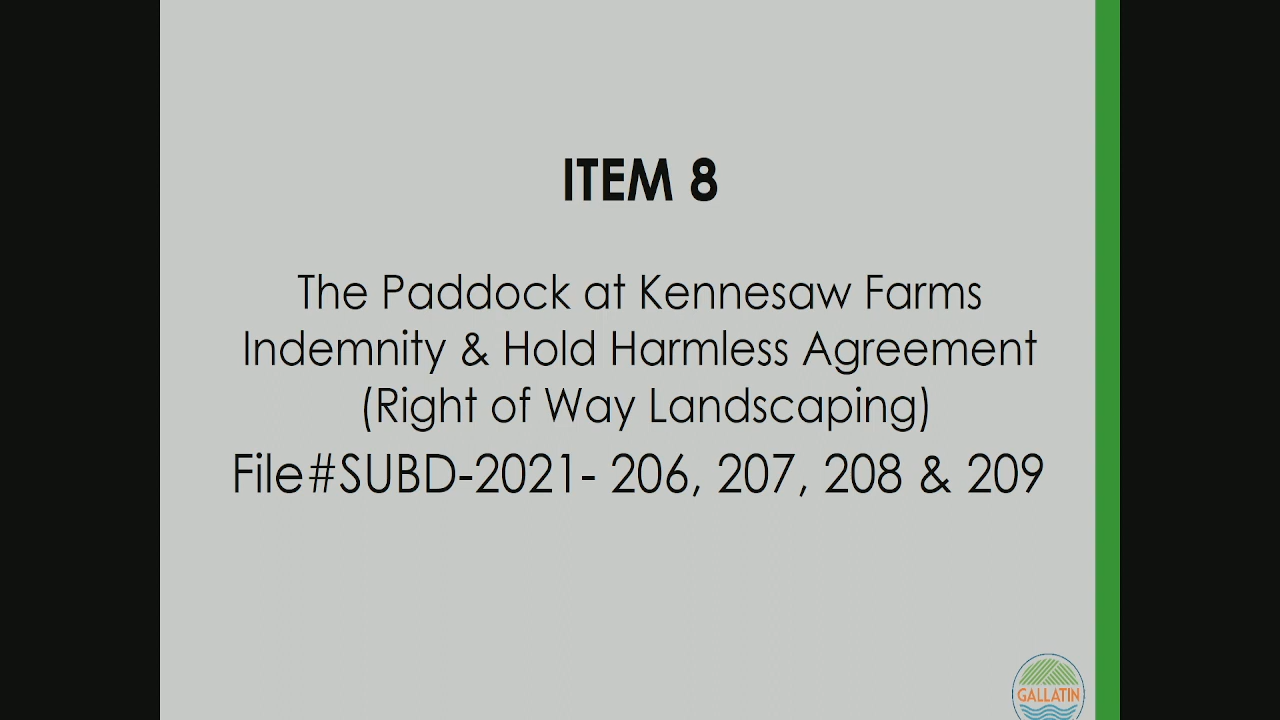 ITEM 8
The Paddock at Kennesaw Farms
Indemnity & Hold Harmless Agreement
(Right of Way Landscaping)
File#SUBD-2021- 206, 207, 208 & 209
GALLATIN